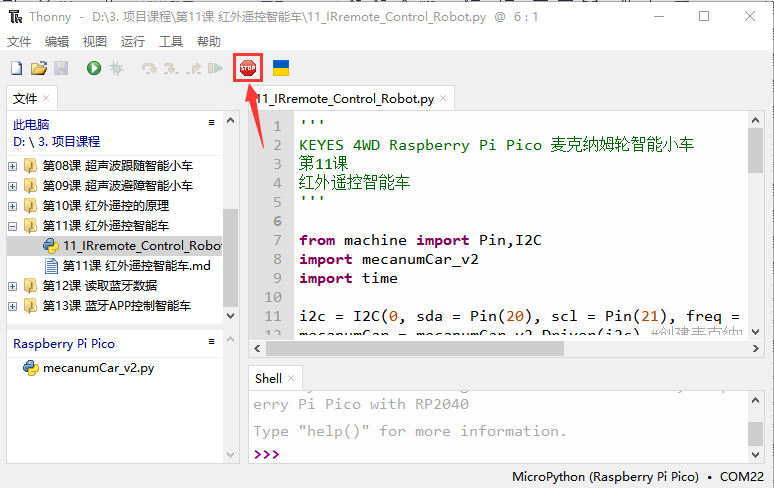 Thonny - D:\3. 项目课程\第11课 红外遥控智能车\11_IRremote_Control_Robot.py @ 6 : 1
文件 编辑 视图 运行 工具 帮助
STOP
文件
此电脑
D: \ 3. 项目课程
第08课 超声波跟随智能小车
第09课 超声波避障智能小车
第10课 红外遥控的原理
第11课 红外遥控智能车
11_IRremote_Control_Robot
第11课 红外遥控智能车.md
第12课 读取蓝牙数据
第13课 蓝牙APP控制智能车
Raspberry Pi Pico
mecanumCar_v2.py
11_IRremote_Control_Robot.py
1 '''
2 KEYES 4WD Raspberry Pi Pico 麦克纳姆轮智能小车
3 第11课
4 红外遥控智能车
5 '''
6
7 from machine import Pin,I2C
8 import mecanumCar_v2
9 import time
10
11 i2c = I2C(0, sda = Pin(20), scl = Pin(21), freq =
12 mecanumCar = mecanumCar_v2.Driver(i2c) #创建麦克纳
Shell
erry Pi Pico with RP2040
Type "help()" for more information.
>>>
MicroPython (Raspberry Pi Pico) • COM22